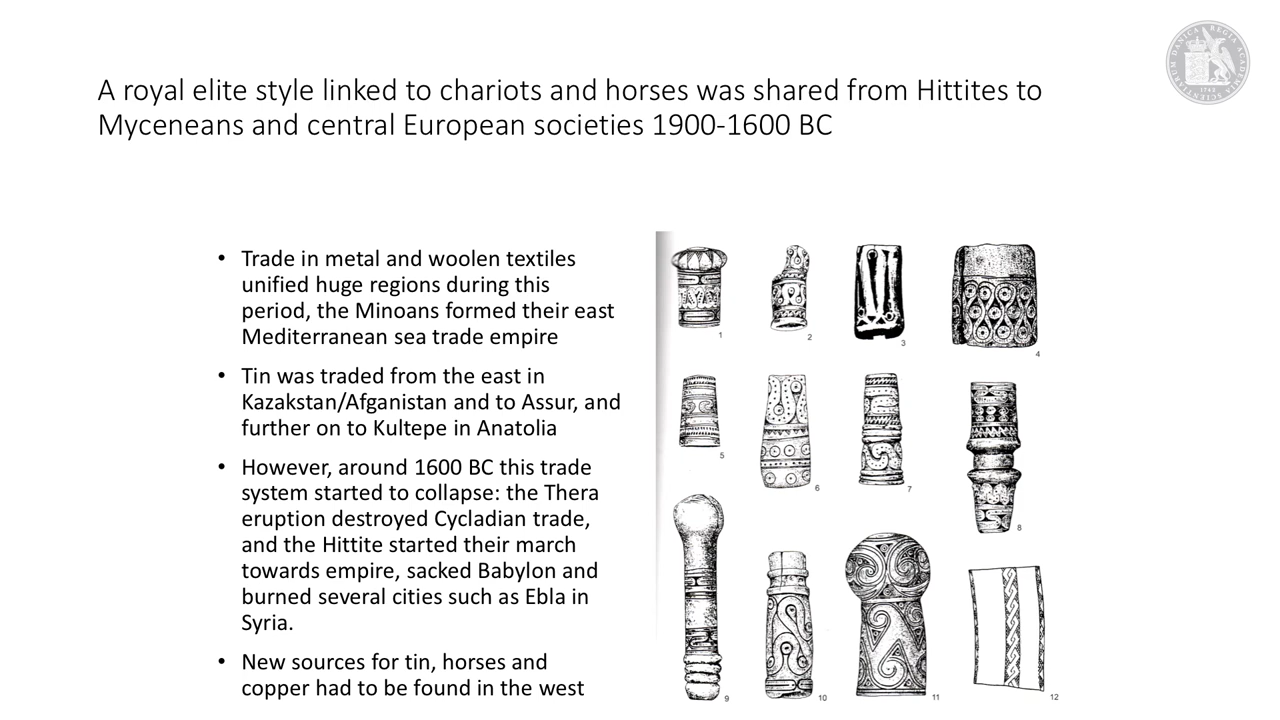 A royal elite style linked to chariots and horses was shared from Hittites to
Myceneans and central European societies 1900-1600 BC
• Trade in metal and woolen textiles
unified huge regions during this
period, the Minoans formed their east
Mediterranean sea trade empire
• Tin was traded from the east in
Kazakstan/Afganistan and to Assur, and
further on to Kultepe in Anatolia
• However, around 1600 BC this trade
system started to collapse: the Thera
eruption destroyed Cycladian trade,
and the Hittite started their march
towards empire, sacked Babylon and
burned several cities such as Ebla in
Syria.
• New sources for tin, horses and
copper had to be found in the west
1
2
3
4
5
6
7
8
9
10
11
12
REGIA ACADEMIA SCIENTIARUM DANICA
1742